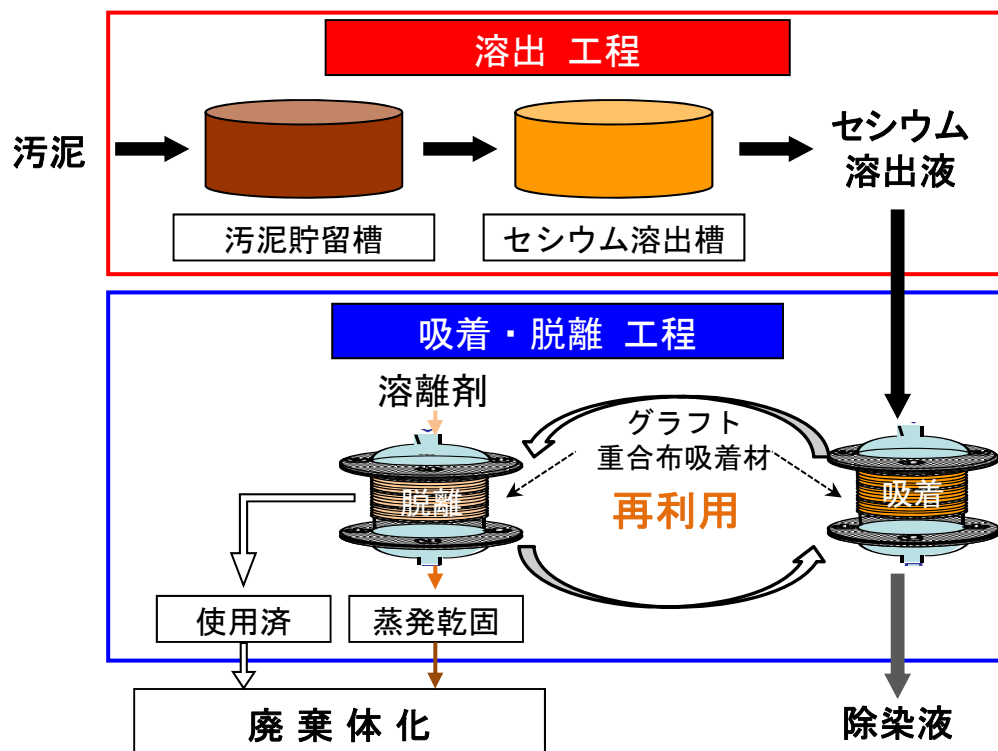 溶出 工程
汚泥
セシウム
溶出液
汚泥貯留槽
セシウム溶出槽
吸着・脱離 工程
溶離剤
グラフト
重合布吸着材
脱離
吸着
再利用
使用済
蒸発乾固
廃棄体化
除染液